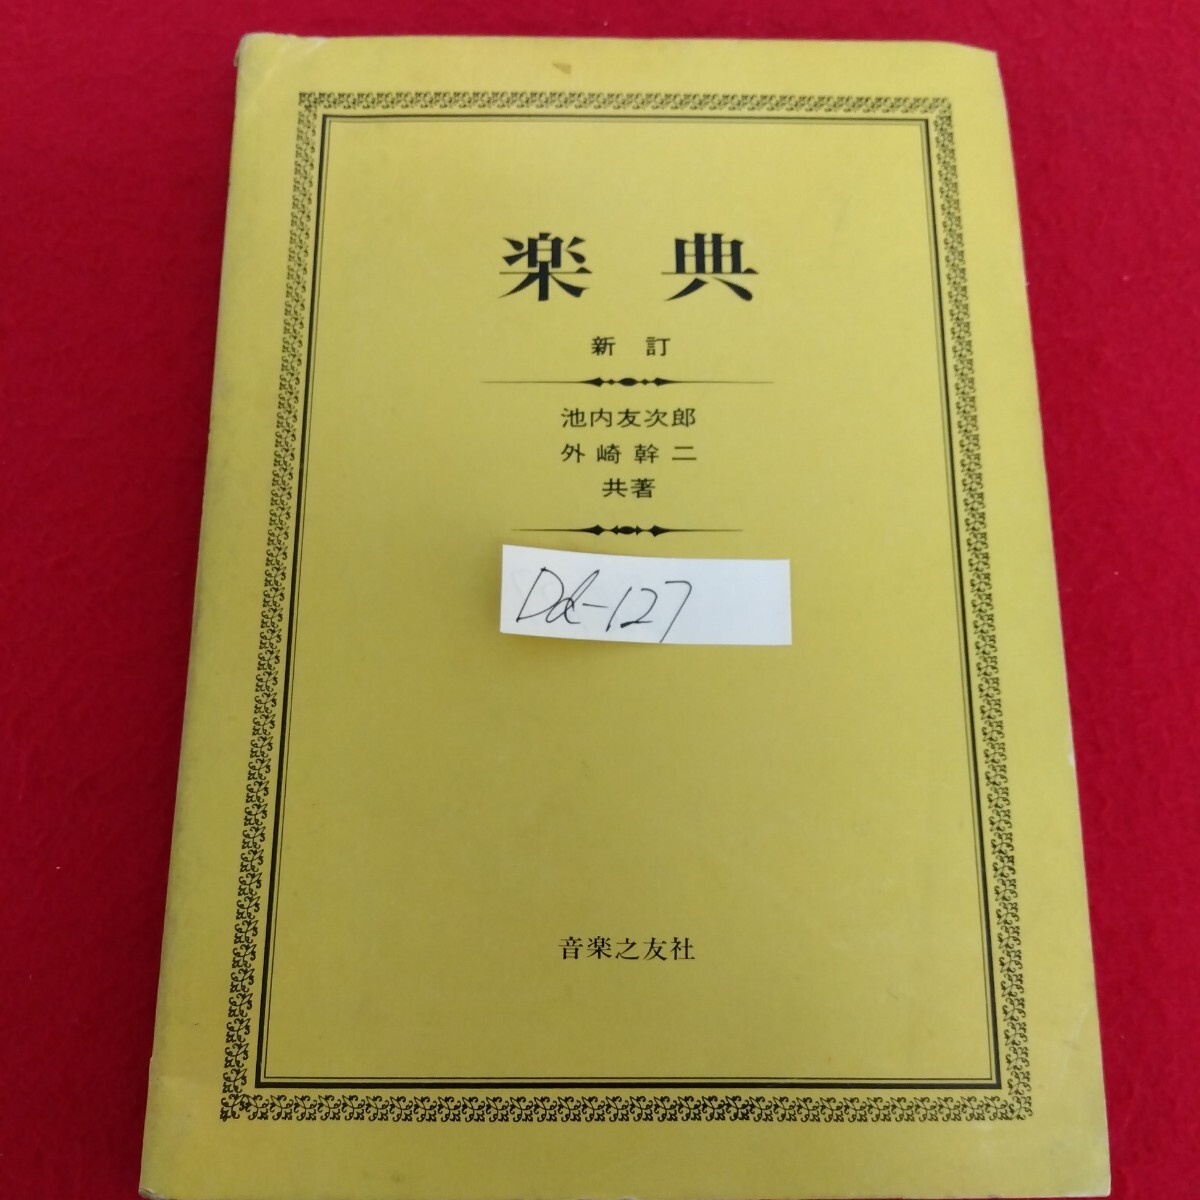 楽典
新訂
池内友次郎
外崎幹二
共著
Dd-127
音楽之友社